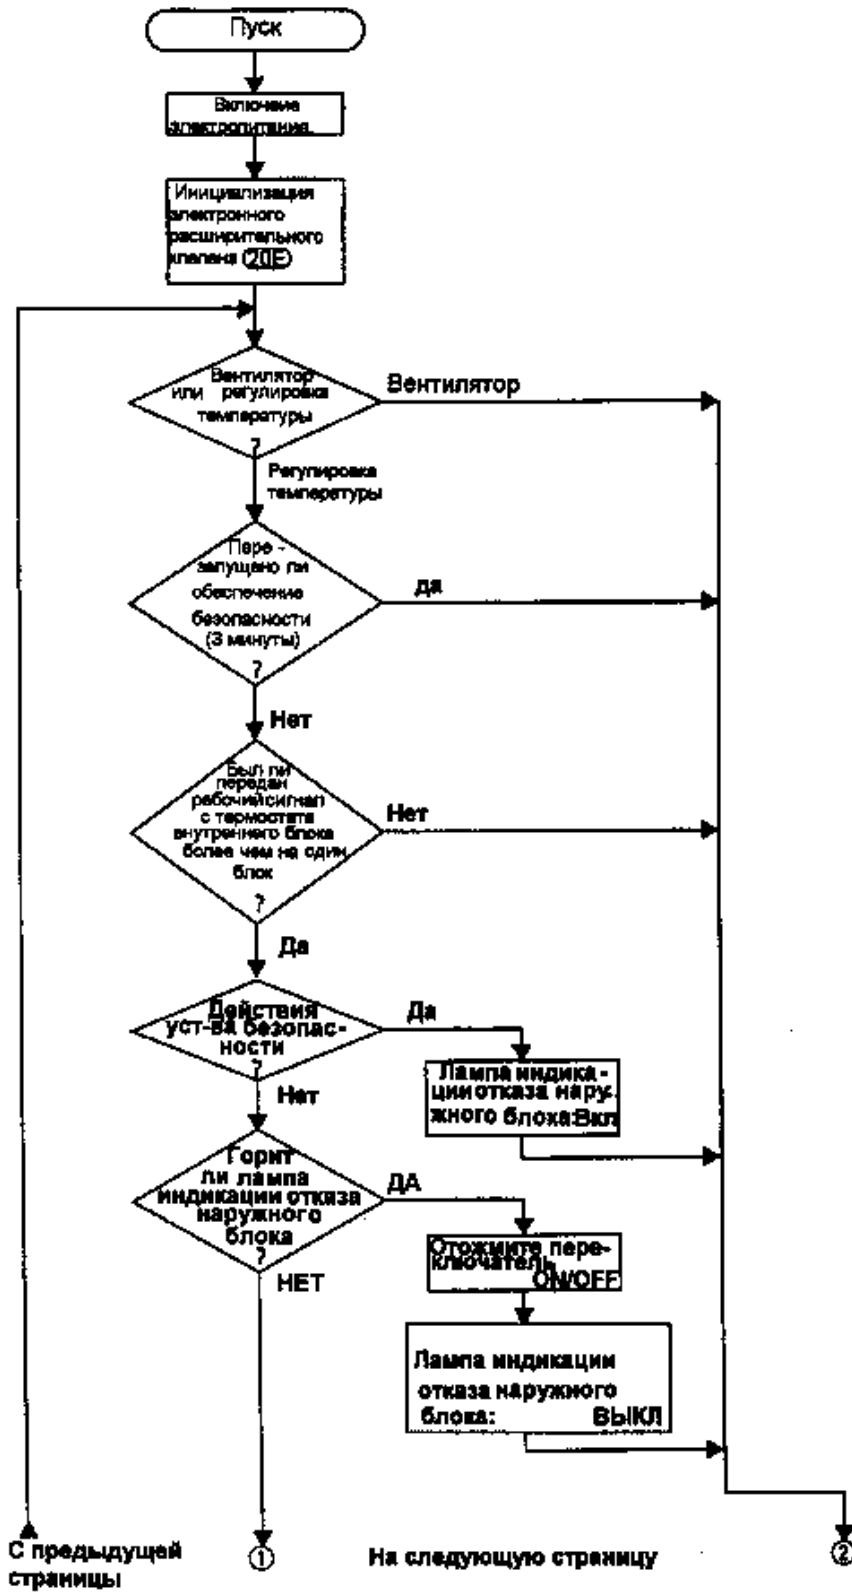 Пуск
Включение
электропитания.
Инициализация
электронного
расширительного
клапана (20E)
Вентилятор
или регулировка
температуры
?
Вентилятор
Регулировка
температуры
Пере -
запущено ли
обеспечение
безопасности
(3 минуты)
?
да
Нет
Был ли
передан
рабочий сигнал
с термостата
внутреннего блока
более чем на один
блок
?
Нет
Да
Действия
уст-ва безопас-
ности
?
Да
Лампа индика-
ции отказа нару-
жного блока:Вкл
Нет
Горит
ли лампа
индикации отказа
наружного
блока
?
ДА
Отожмите пере-
ключатель
ON/OFF
НЕТ
Лампа индикации
отказа наружного
блока: ВЫКЛ
С предыдущей
страницы
1
На следующую страницу
2